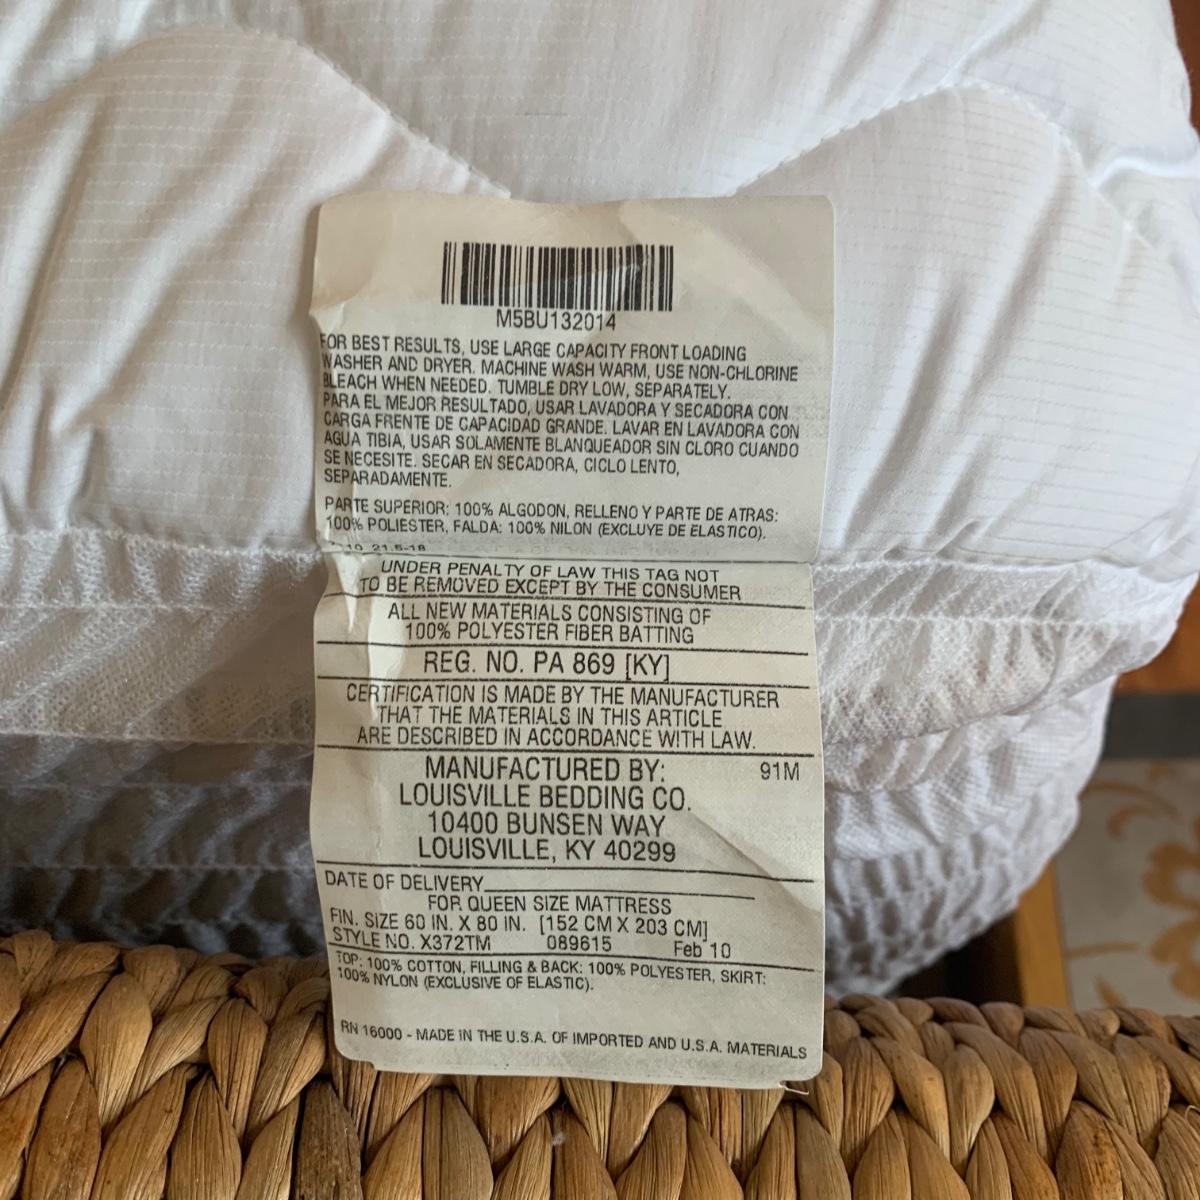 M5BU132014
FOR BEST RESULTS, USE LARGE CAPACITY FRONT LOADING
WASHER AND DRYER. MACHINE WASH WARM, USE NON-CHLORINE
BLEACH WHEN NEEDED. TUMBLE DRY LOW, SEPARATELY.
PARA EL MEJOR RESULTADO, USAR LAVADORA Y SECADORA CON
CARGA FRENTE DE CAPACIDAD GRANDE. LAVAR EN LAVADORA CON
AGUA TIBIA, USAR SOLAMENTE BLANQUEADOR SIN CLORO CUANDO
SE NECESITE. SECAR EN SECADORA, CICLO LENTO,
SEPARADAMENTE.
PARTE SUPERIOR: 100% ALGODON, RELLENO Y PARTE DE ATRAS:
100% POLIESTER, FALDA: 100% NILON (EXCLUYE DE ELASTICO).
UNDER PENALTY OF LAW THIS TAG NOT
TO BE REMOVED EXCEPT BY THE CONSUMER
ALL NEW MATERIALS CONSISTING OF
100% POLYESTER FIBER BATTING
REG. NO. PA 869 [KY]
CERTIFICATION IS MADE BY THE MANUFACTURER
THAT THE MATERIALS IN THIS ARTICLE
ARE DESCRIBED IN ACCORDANCE WITH LAW.
MANUFACTURED BY: 91M
LOUISVILLE BEDDING CO.
10400 BUNSEN WAY
LOUISVILLE, KY 40299
DATE OF DELIVERY
FOR QUEEN SIZE MATTRESS
FIN. SIZE 60 IN. X 80 IN. [152 CM X 203 CM]
STYLE NO. X372TM 089615 Feb 10
TOP: 100% COTTON, FILLING & BACK: 100% POLYESTER, SKIRT:
100% NYLON (EXCLUSIVE OF ELASTIC).
RN 16000 - MADE IN THE U.S.A. OF IMPORTED AND U.S.A. MATERIALS